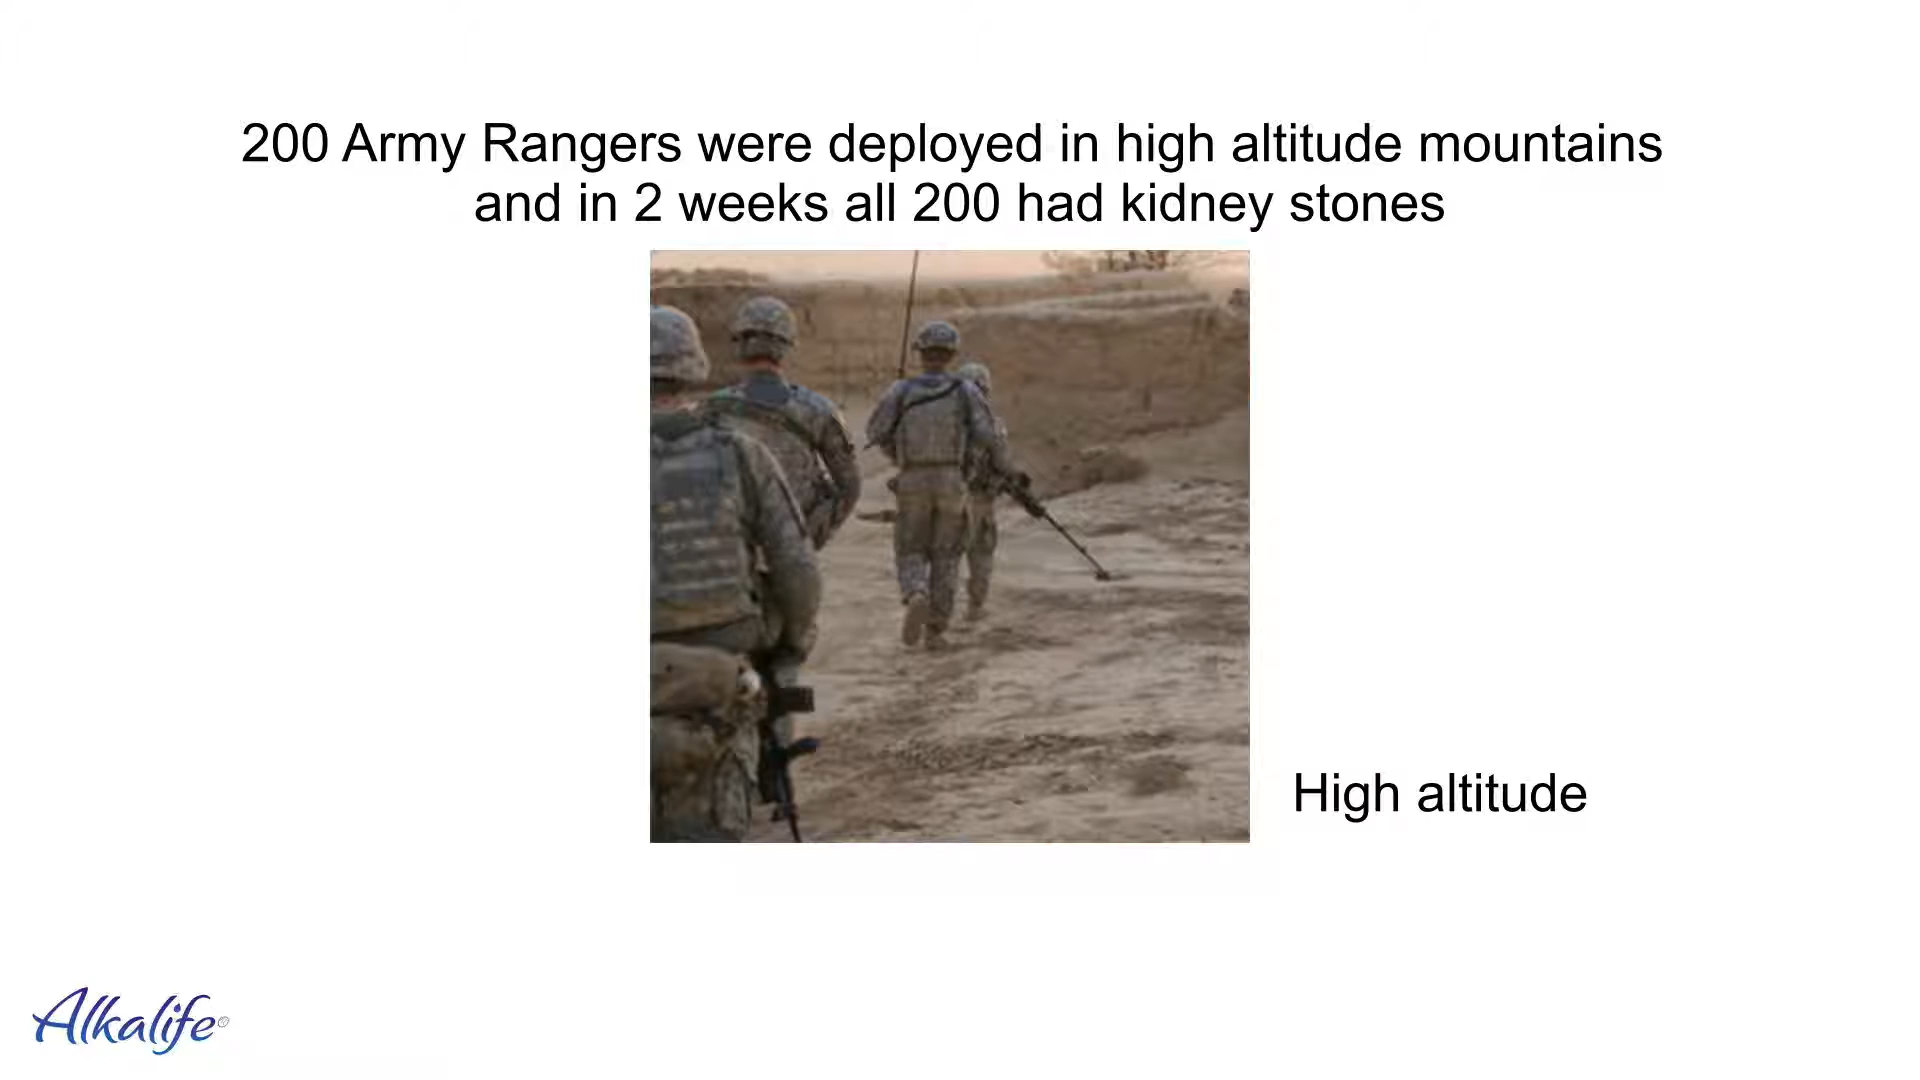 200 Army Rangers were deployed in high altitude mountains
and in 2 weeks all 200 had kidney stones
High altitude
Alkalife